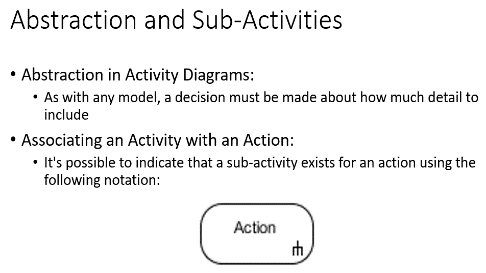 Abstraction and Sub-Activities
• Abstraction in Activity Diagrams:
• As with any model, a decision must be made about how much detail to
include
• Associating an Activity with an Action:
• It's possible to indicate that a sub-activity exists for an action using the
following notation:
Action